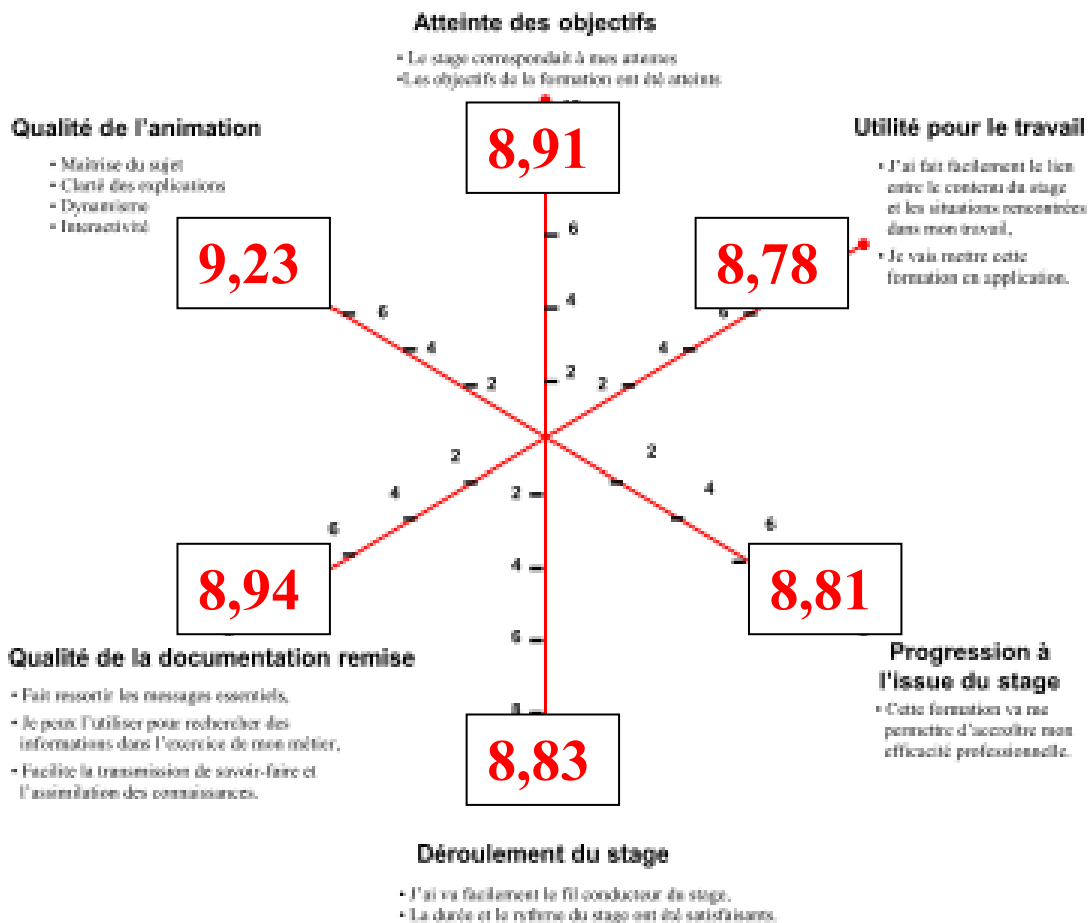 Atteinte des objectifs
• Le stage correspondait à mes attentes
•Les objectifs de la formation ont été atteints
8,91
Qualité de l'animation
• Maîtrise du sujet
• Clarté des explications
• Dynamisme
• Interactivité
9,23
Utilité pour le travail
• J'ai fait facilement le lien
entre le contenu du stage
et les situations rencontrées
dans mon travail.
• Je vais mettre cette
formation en application.
8,78
6
4
2
6
4
2
6
4
2
2
4
6
2
4
6
2
4
6
8
8,94
Qualité de la documentation remise
• Fait ressortir les messages essentiels.
• Je peux l'utiliser pour rechercher des
informations dans l'exercice de mon métier.
• Facilite la transmission de savoir-faire et
l'assimilation des connaissances.
8,81
Progression à
l'issue du stage
• Cette formation va me
permettre d'accroître mon
efficacité professionnelle.
8,83
Déroulement du stage
• J'ai vu facilement le fil conducteur du stage.
• La durée et le rythme du stage ont été satisfaisants.